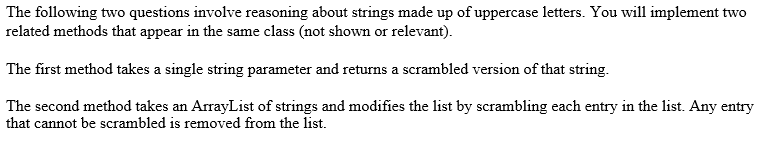 The following two questions involve reasoning about strings made up of uppercase letters. You will implement two
related methods that appear in the same class (not shown or relevant).
The first method takes a single string parameter and returns a scrambled version of that string.
The second method takes an ArrayList of strings and modifies the list by scrambling each entry in the list. Any entry
that cannot be scrambled is removed from the list.